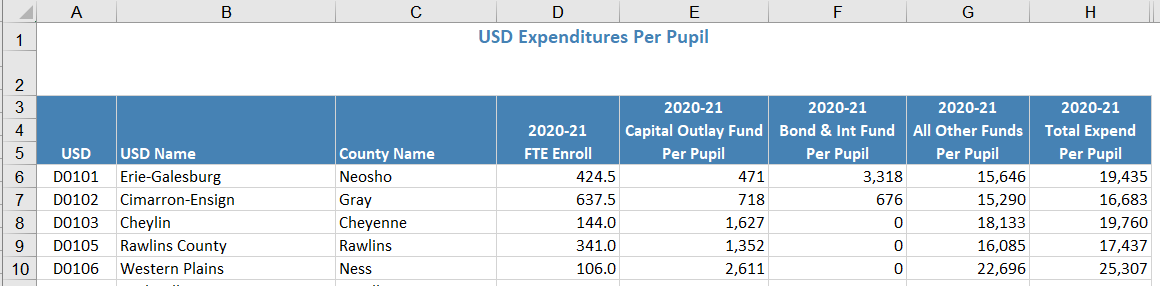 A B C D E F G H
1 USD Expenditures Per Pupil
2
3 2020-21 2020-21 2020-21 2020-21
4 2020-21 Capital Outlay Fund Bond & Int Fund All Other Funds Total Expend
5 USD USD Name County Name FTE Enroll Per Pupil Per Pupil Per Pupil Per Pupil
6 D0101 Erie-Galesburg Neosho 424.5 471 3,318 15,646 19,435
7 D0102 Cimarron-Ensign Gray 637.5 718 676 15,290 16,683
8 D0103 Cheylin Cheyenne 144.0 1,627 0 18,133 19,760
9 D0105 Rawlins County Rawlins 341.0 1,352 0 16,085 17,437
10 D0106 Western Plains Ness 106.0 2,611 0 22,696 25,307